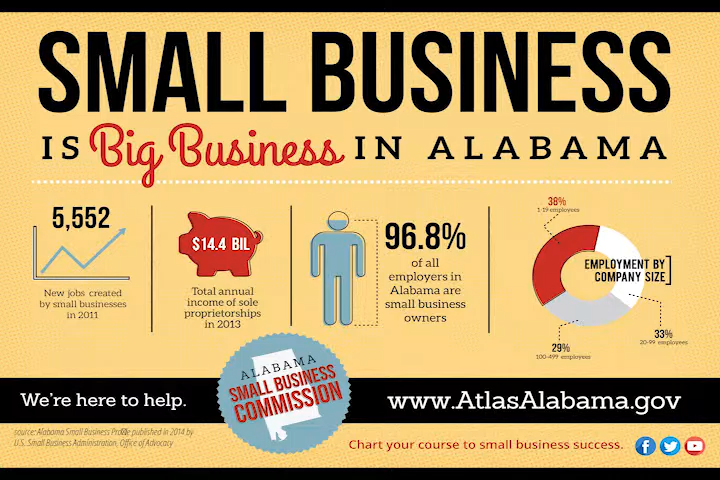 SMALL BUSINESS
IS Big Business IN ALABAMA
5,552
New jobs created
by small businesses
in 2011
$14.4 BIL
Total annual
income of sole
proprietorships
in 2013
96.8%
of all
employers in
Alabama are
small business
owners
38%
1-19 employees
EMPLOYMENT BY
COMPANY SIZE
33%
20-99 employees
29%
100-499 employees
We're here to help.
ALABAMA
SMALL BUSINESS
COMMISSION
www.AtlasAlabama.gov
source: Alabama Small Business Profile published in 2014 by
U.S. Small Business Administration, Office of Advocacy
Chart your course to small business success.